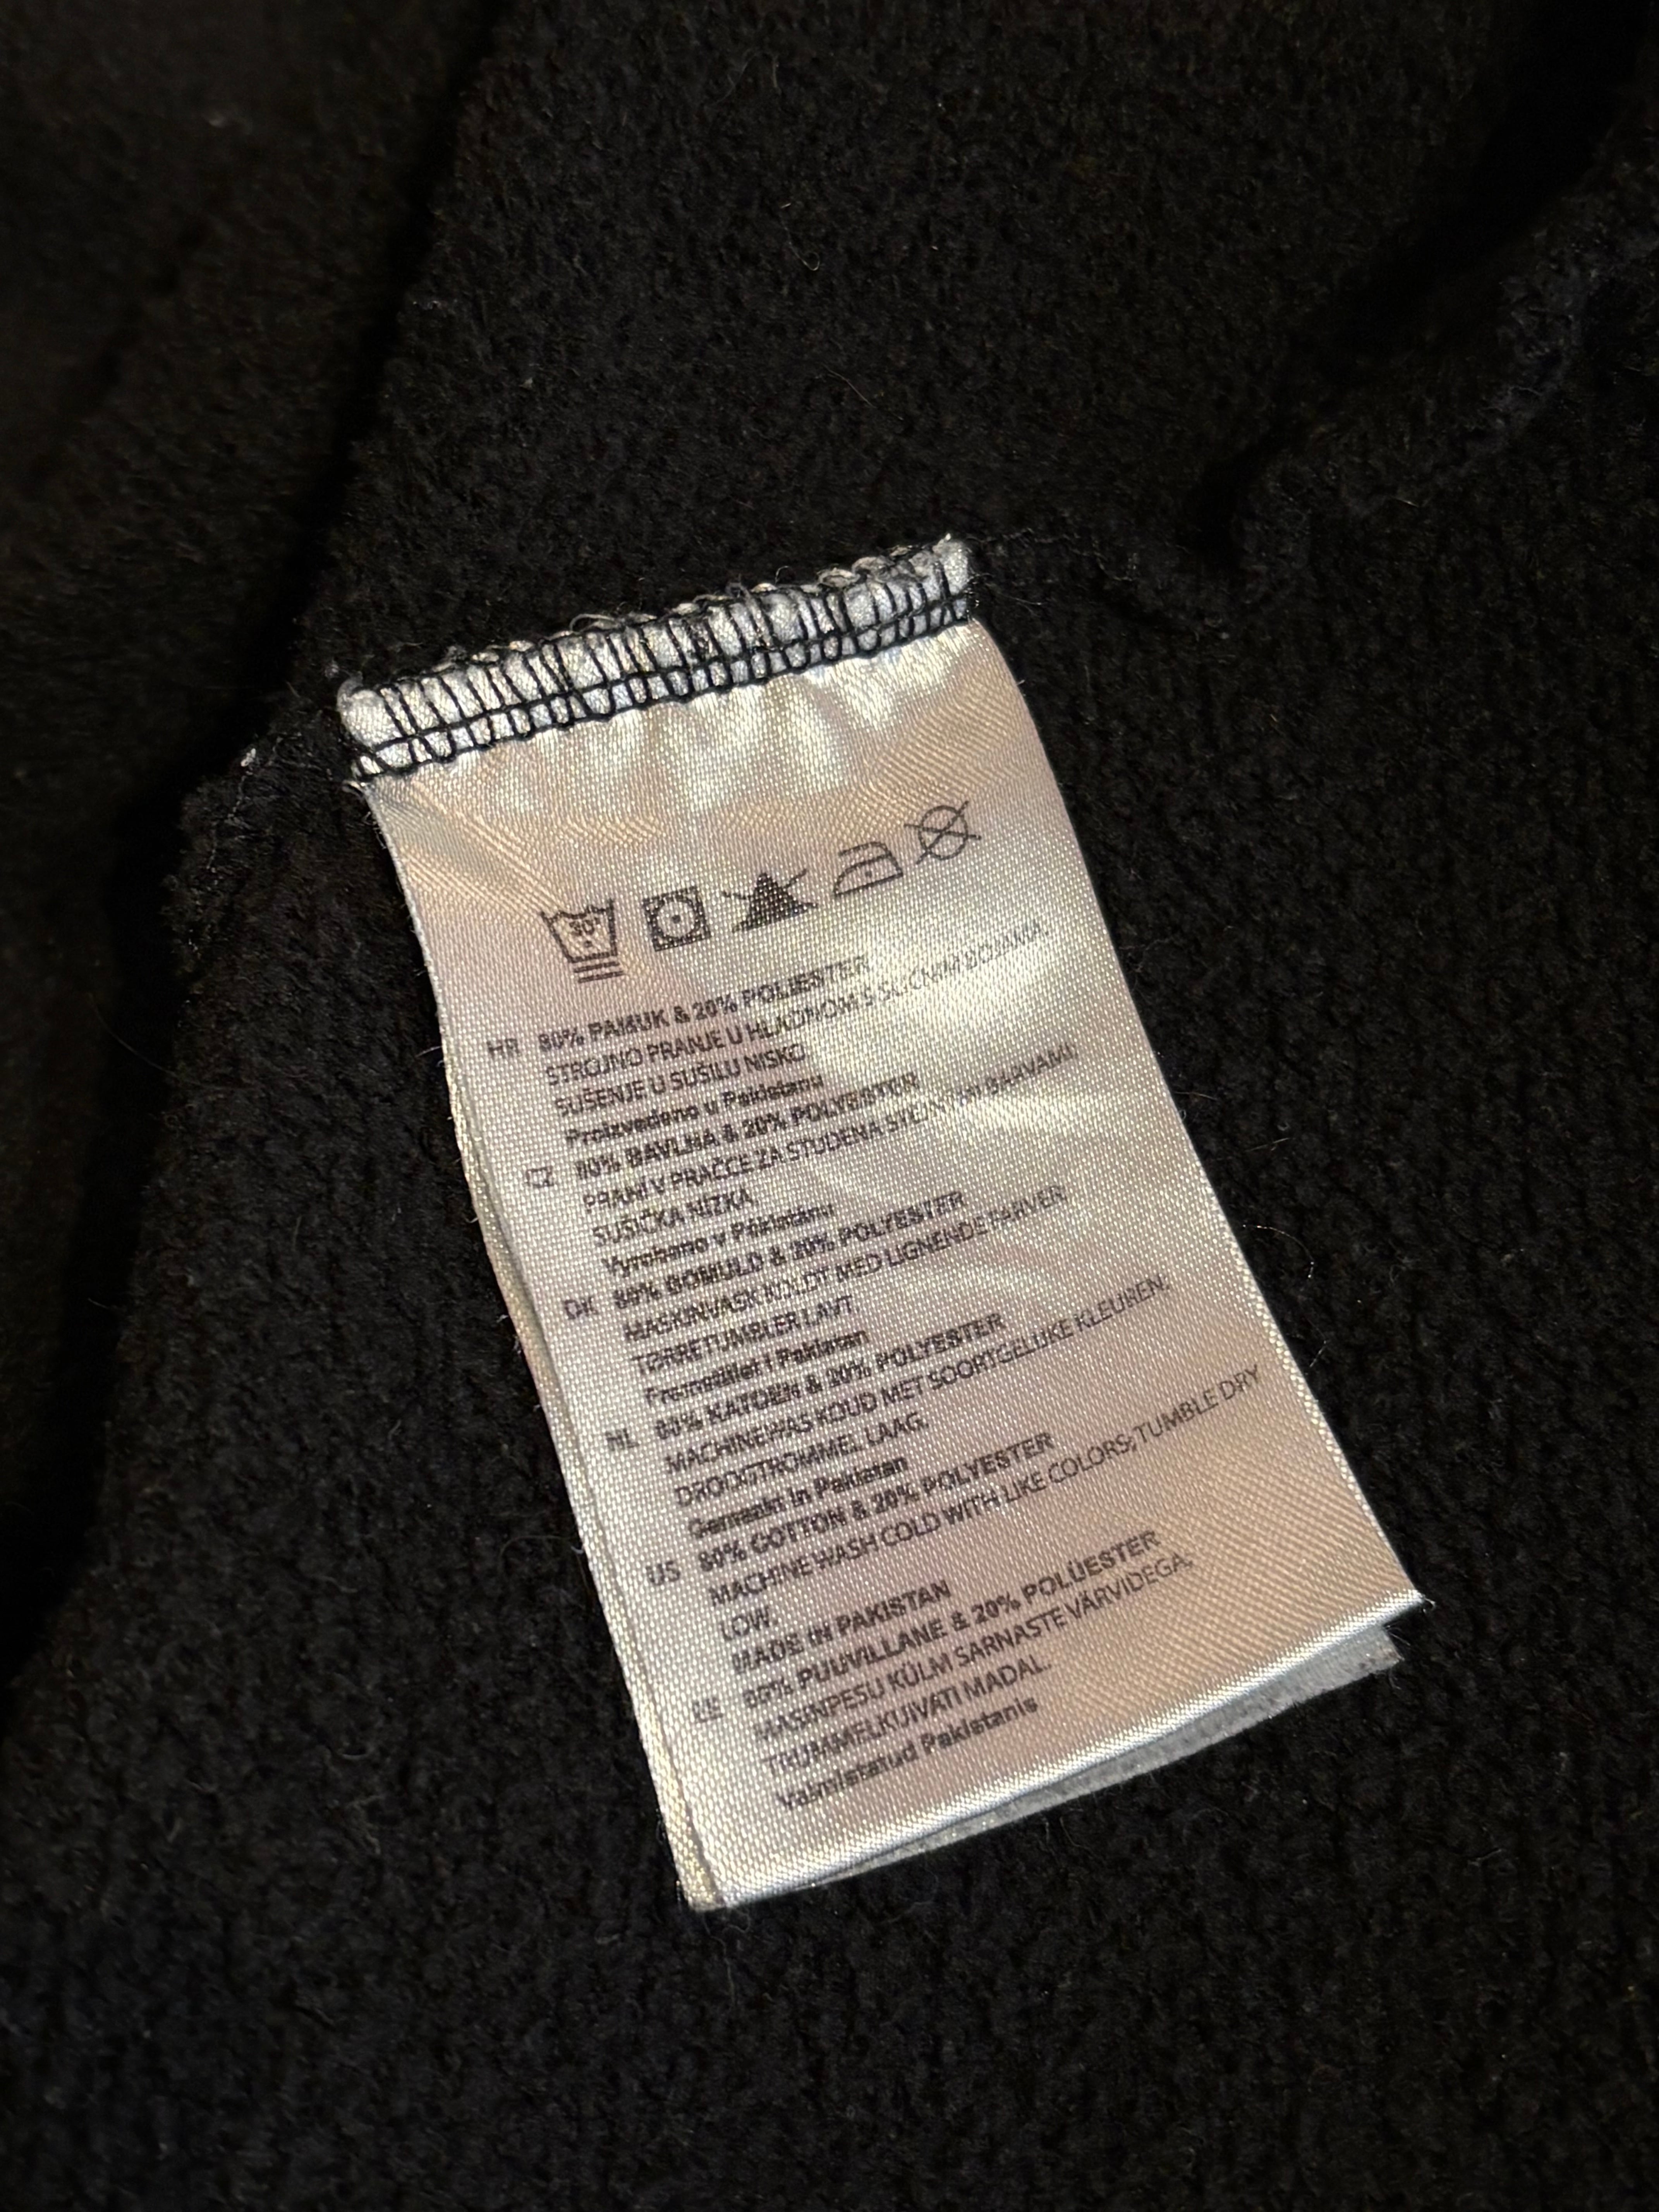 30°
HR 80% PAMUK & 20% POLIESTER
STROJNO PRANJE U HLADNOM S SLIČNIM BOJAMA.
SUŠENJE U SUSILU NISKO.
Proizvedeno u Pakistanu
CZ 80% BAVLNA & 20% POLYESTER
PRANÍ V PRAČCE ZA STUDENA STEJNÝMI BARVAMI.
SUŠIČKA NÍZKÁ.
Vyrobeno v Pakistánu
DK 80% BOMULD & 20% POLYESTER
MASKINVASK KOLDT MED LIGNENDE FARVER
TØRRETUMBLER LAVT.
Fremstillet i Pakistan
NL 80% KATOEN & 20% POLYESTER
MACHINEWAS KOUD MET SOORTGELIJKE KLEUREN.
DROOGTROMMEL LAAG.
Gemaakt in Pakistan
US 80% COTTON & 20% POLYESTER
MACHINE WASH COLD WITH LIKE COLORS; TUMBLE DRY
LOW.
MADE IN PAKISTAN
EE 80% PUUVILLANE & 20% POLÜESTER
MASINPESU KÜLM SARNASTE VÄRVIDEGA;
TRUMMELKUIVATI MADAL.
Valmistatud Pakistanis